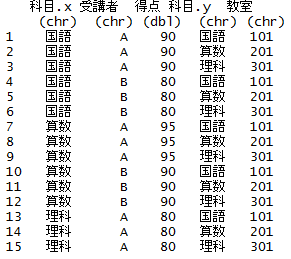 科目.x 受講者 得点 科目.y 教室
(chr) (chr) (dbl) (chr) (chr)
1 国語 A 90 国語 101
2 国語 A 90 算数 201
3 国語 A 90 理科 301
4 国語 B 80 国語 101
5 国語 B 80 算数 201
6 国語 B 80 理科 301
7 算数 A 95 国語 101
8 算数 A 95 算数 201
9 算数 A 95 理科 301
10 算数 B 90 国語 101
11 算数 B 90 算数 201
12 算数 B 90 理科 301
13 理科 A 80 国語 101
14 理科 A 80 算数 201
15 理科 A 80 理科 301